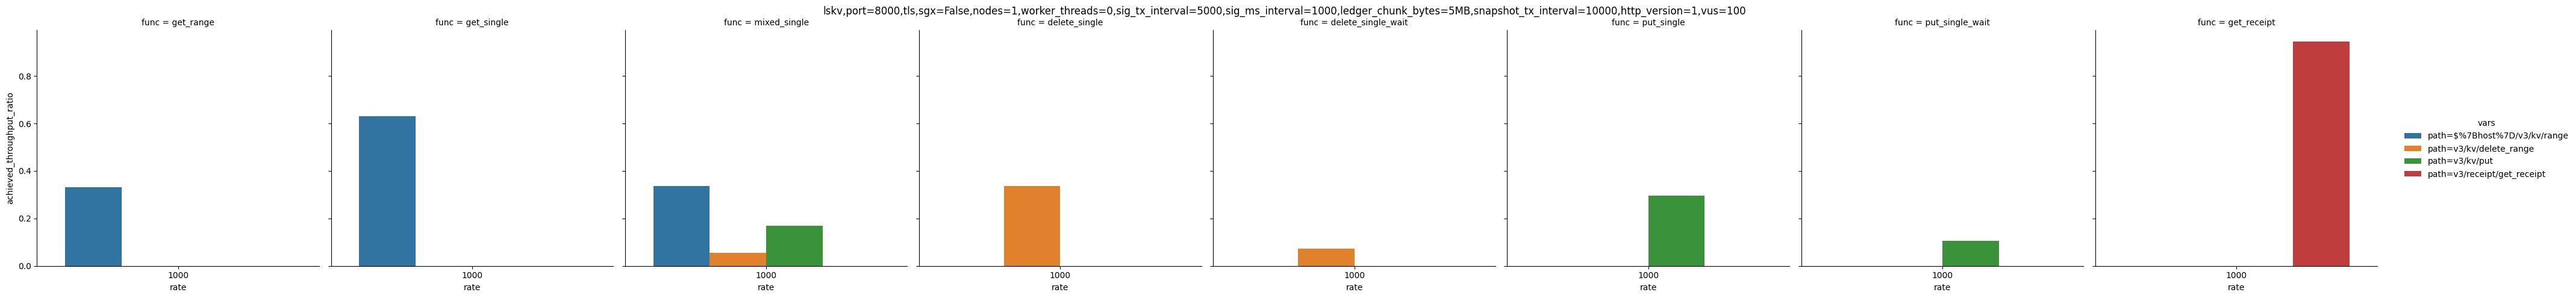 lskv,port=8000,tls,sgx=False,nodes=1,worker_threads=0,sig_tx_interval=5000,sig_ms_interval=1000,ledger_chunk_bytes=5MB,snapshot_tx_interval=10000,http_version=1,vus=100
func = get_range
func = get_single
func = mixed_single
func = delete_single
func = delete_single_wait
func = put_single
func = put_single_wait
func = get_receipt
achieved_throughput_ratio
0.8
0.6
0.4
0.2
0.0
1000
1000
1000
1000
1000
1000
1000
1000
rate
rate
rate
rate
rate
rate
rate
rate
vars
path=$%7Bhost%7D/v3/kv/range
path=v3/kv/delete_range
path=v3/kv/put
path=v3/receipt/get_receipt